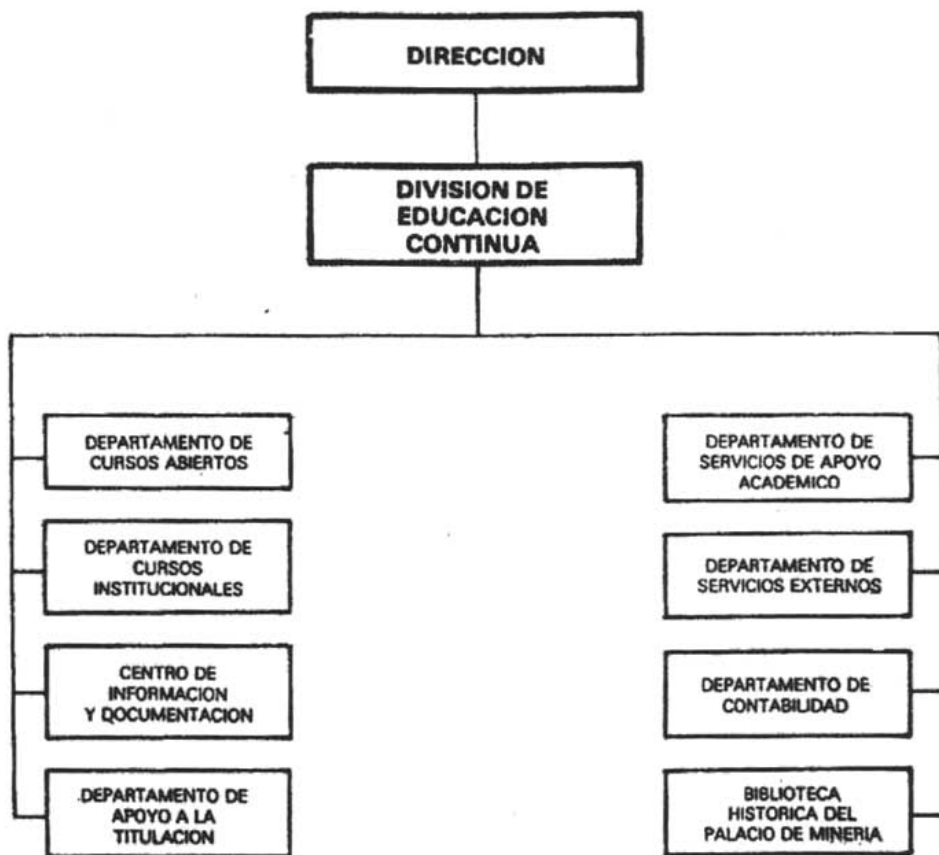 DIRECCION
DIVISION DE
EDUCACION
CONTINUA
DEPARTAMENTO DE
CURSOS ABIERTOS
DEPARTAMENTO DE
CURSOS
INSTITUCIONALES
CENTRO DE
INFORMACION
Y DOCUMENTACION
DEPARTAMENTO DE
APOYO A LA
TITULACION
DEPARTAMENTO DE
SERVICIOS DE APOYO
ACADEMICO
DEPARTAMENTO DE
SERVICIOS EXTERNOS
DEPARTAMENTO DE
CONTABILIDAD
BIBLIOTECA
HISTORICA DEL
PALACIO DE MINERIA